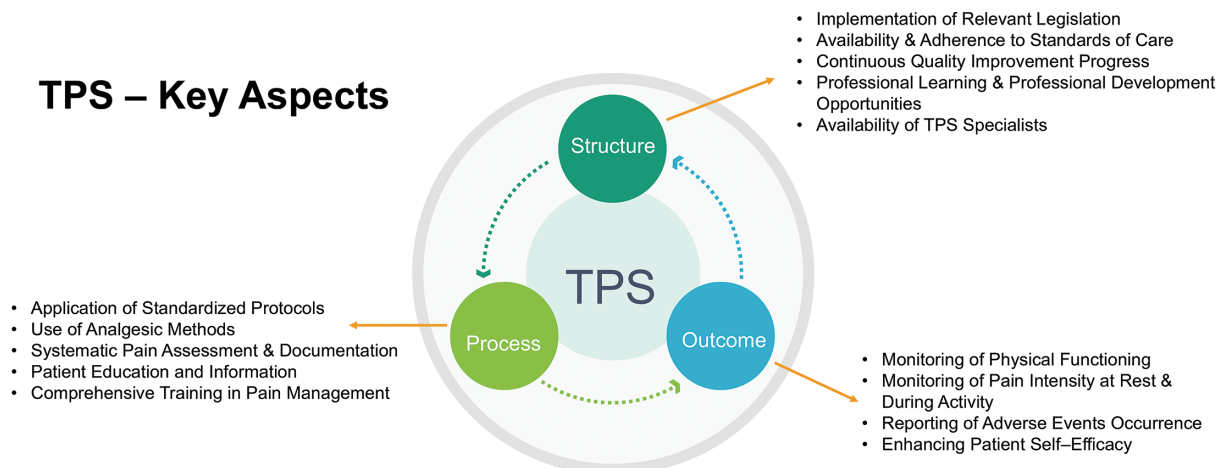 TPS – Key Aspects
• Implementation of Relevant Legislation
• Availability & Adherence to Standards of Care
• Continuous Quality Improvement Progress
• Professional Learning & Professional Development
Opportunities
• Availability of TPS Specialists
Structure
TPS
Process
Outcome
• Application of Standardized Protocols
• Use of Analgesic Methods
• Systematic Pain Assessment & Documentation
• Patient Education and Information
• Comprehensive Training in Pain Management
• Monitoring of Physical Functioning
• Monitoring of Pain Intensity at Rest &
During Activity
• Reporting of Adverse Events Occurrence
• Enhancing Patient Self–Efficacy